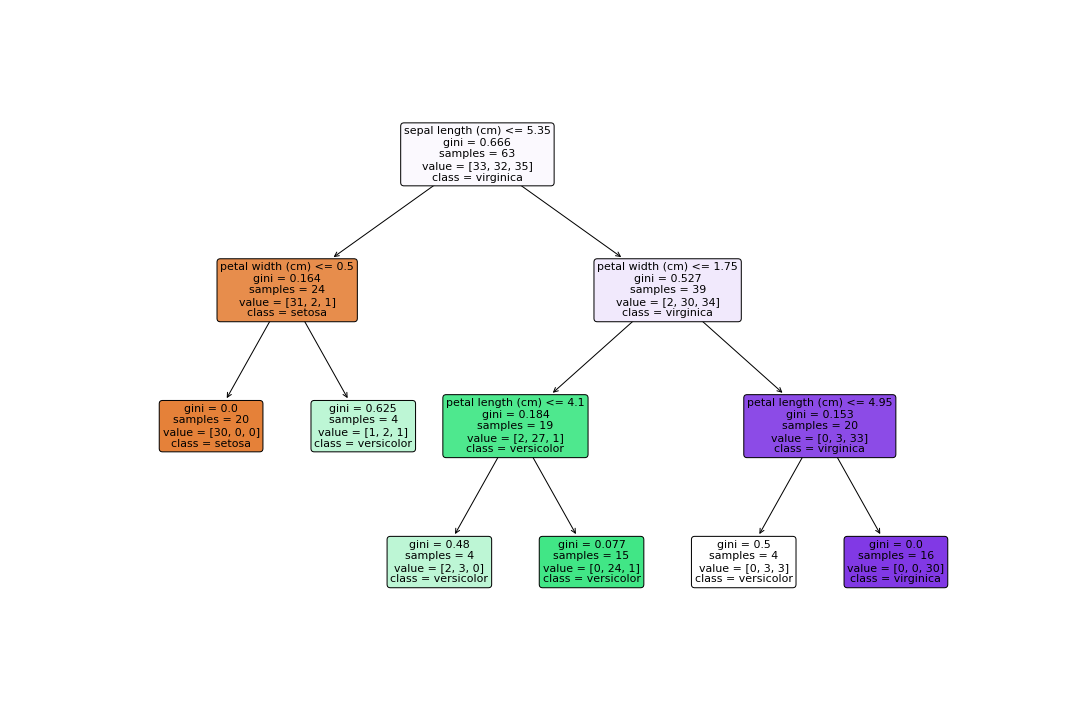 sepal length (cm) <= 5.35
gini = 0.666
samples = 63
value = [33, 32, 35]
class = virginica
petal width (cm) <= 0.5
gini = 0.164
samples = 24
value = [31, 2, 1]
class = setosa
petal width (cm) <= 1.75
gini = 0.527
samples = 39
value = [2, 30, 34]
class = virginica
gini = 0.0
samples = 20
value = [30, 0, 0]
class = setosa
gini = 0.625
samples = 4
value = [1, 2, 1]
class = versicolor
petal length (cm) <= 4.1
gini = 0.184
samples = 19
value = [2, 27, 1]
class = versicolor
petal length (cm) <= 4.95
gini = 0.153
samples = 20
value = [0, 3, 33]
class = virginica
gini = 0.48
samples = 4
value = [2, 3, 0]
class = versicolor
gini = 0.077
samples = 15
value = [0, 24, 1]
class = versicolor
gini = 0.5
samples = 4
value = [0, 3, 3]
class = versicolor
gini = 0.0
samples = 16
value = [0, 0, 30]
class = virginica